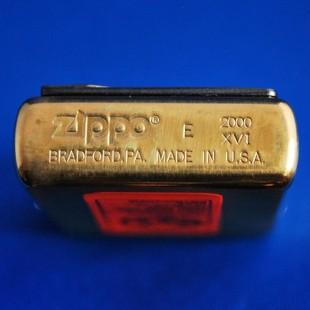 zippo® E 2000 XVI
BRADFORD, PA. MADE IN U.S.A.